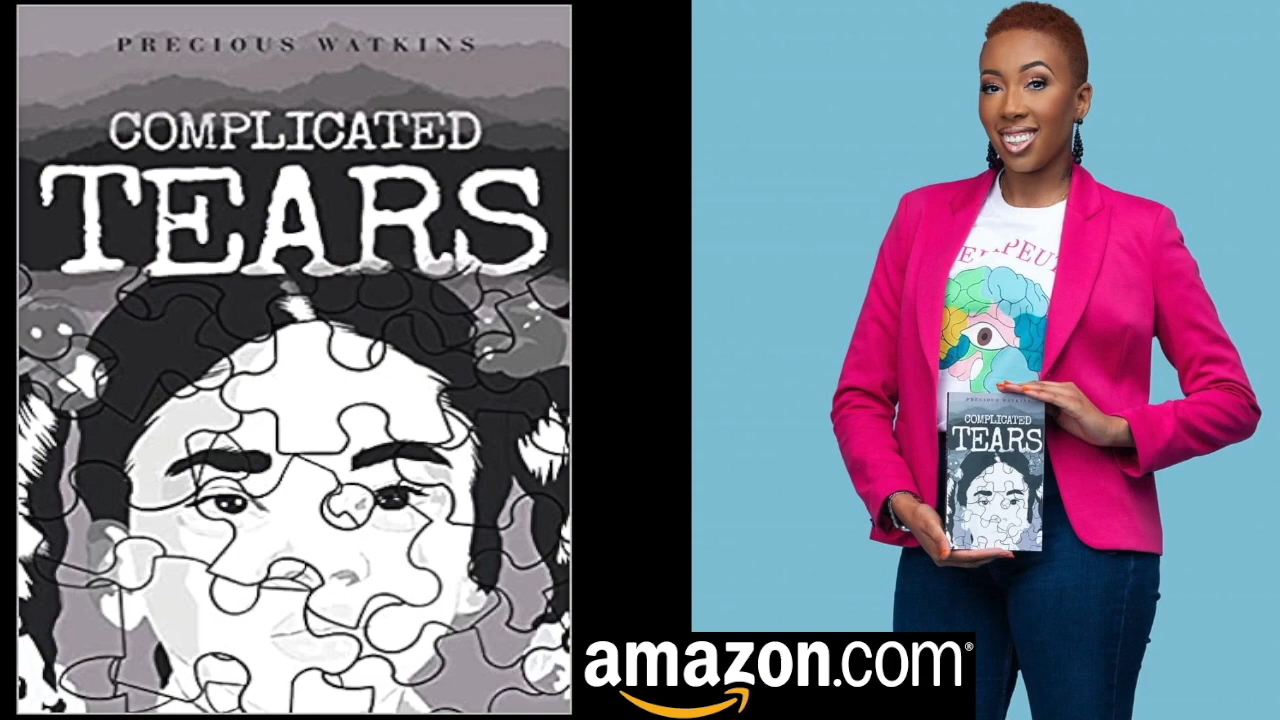 PRECIOUS WATKINS
COMPLICATED
TEARS
PRECIOUS WATKINS
COMPLICATED
TEARS
amazon.com®